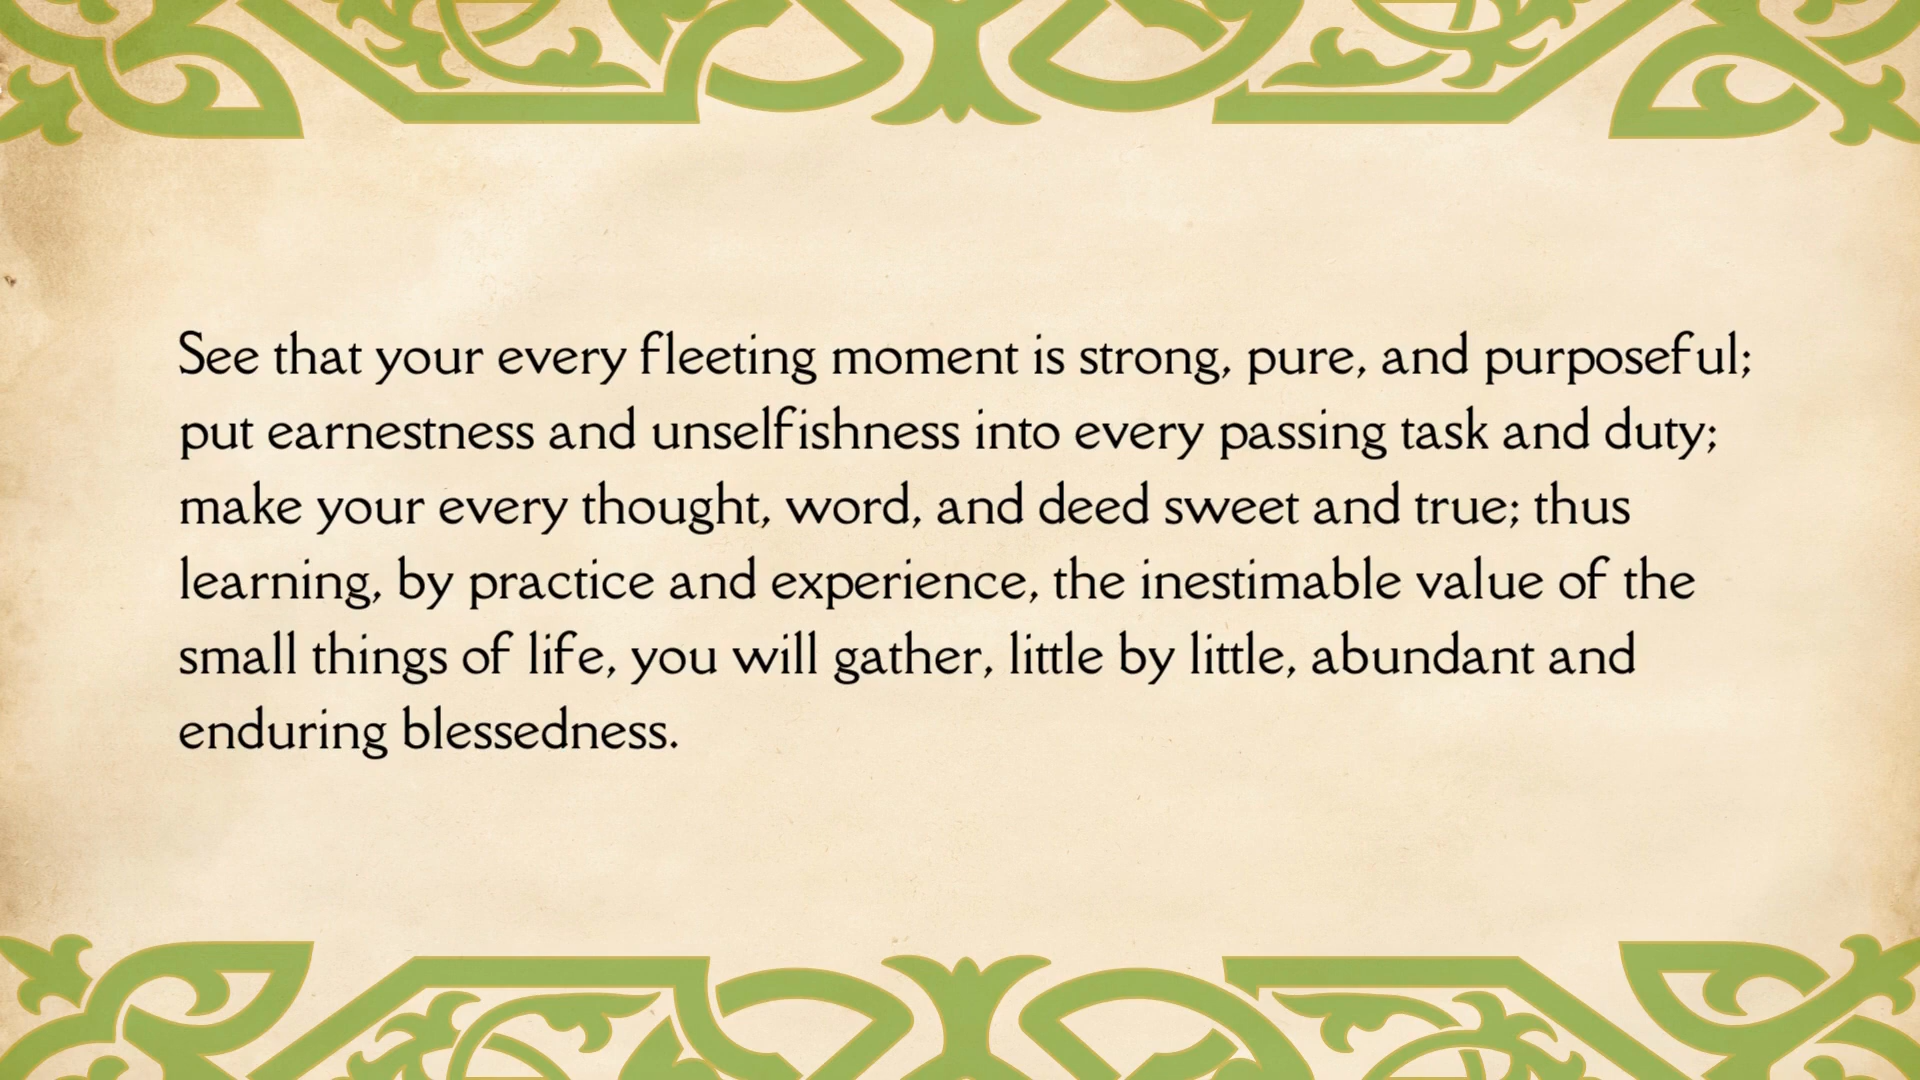 See that your every fleeting moment is strong, pure, and purposeful;
put earnestness and unselfishness into every passing task and duty;
make your every thought, word, and deed sweet and true; thus
learning, by practice and experience, the inestimable value of the
small things of life, you will gather, little by little, abundant and
enduring blessedness.